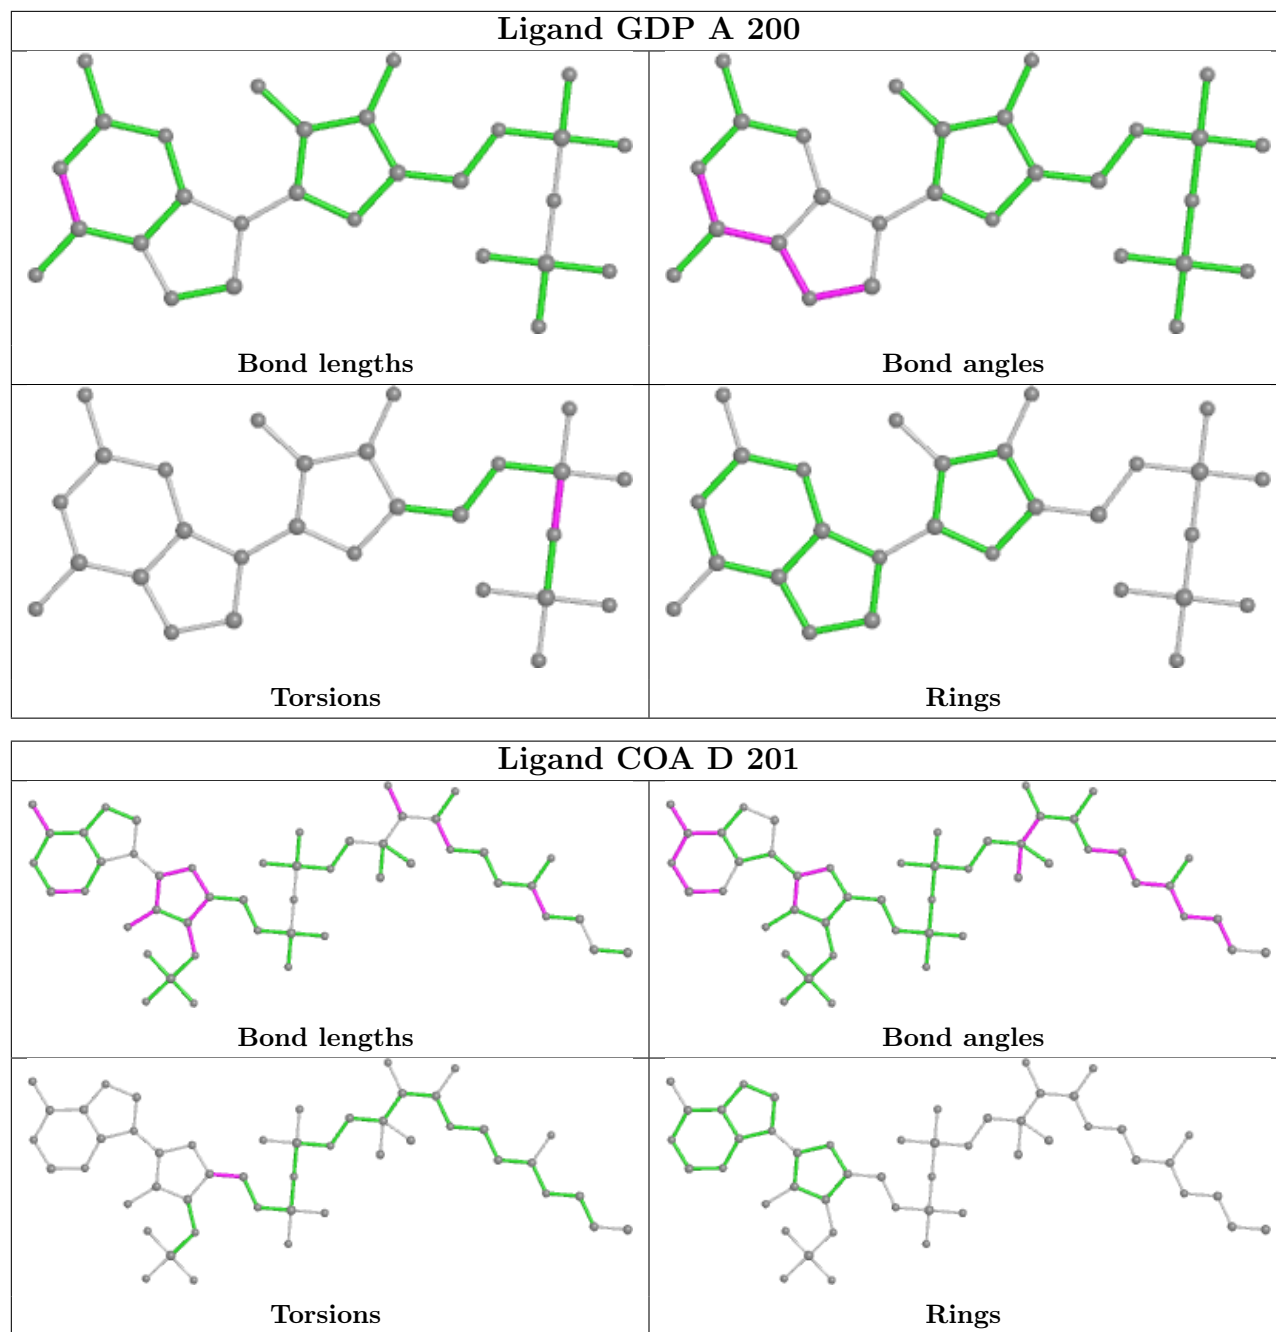 Ligand GDP A 200
Bond lengths
Bond angles
Torsions
Rings
Ligand COA D 201
Bond lengths
Bond angles
Torsions
Rings